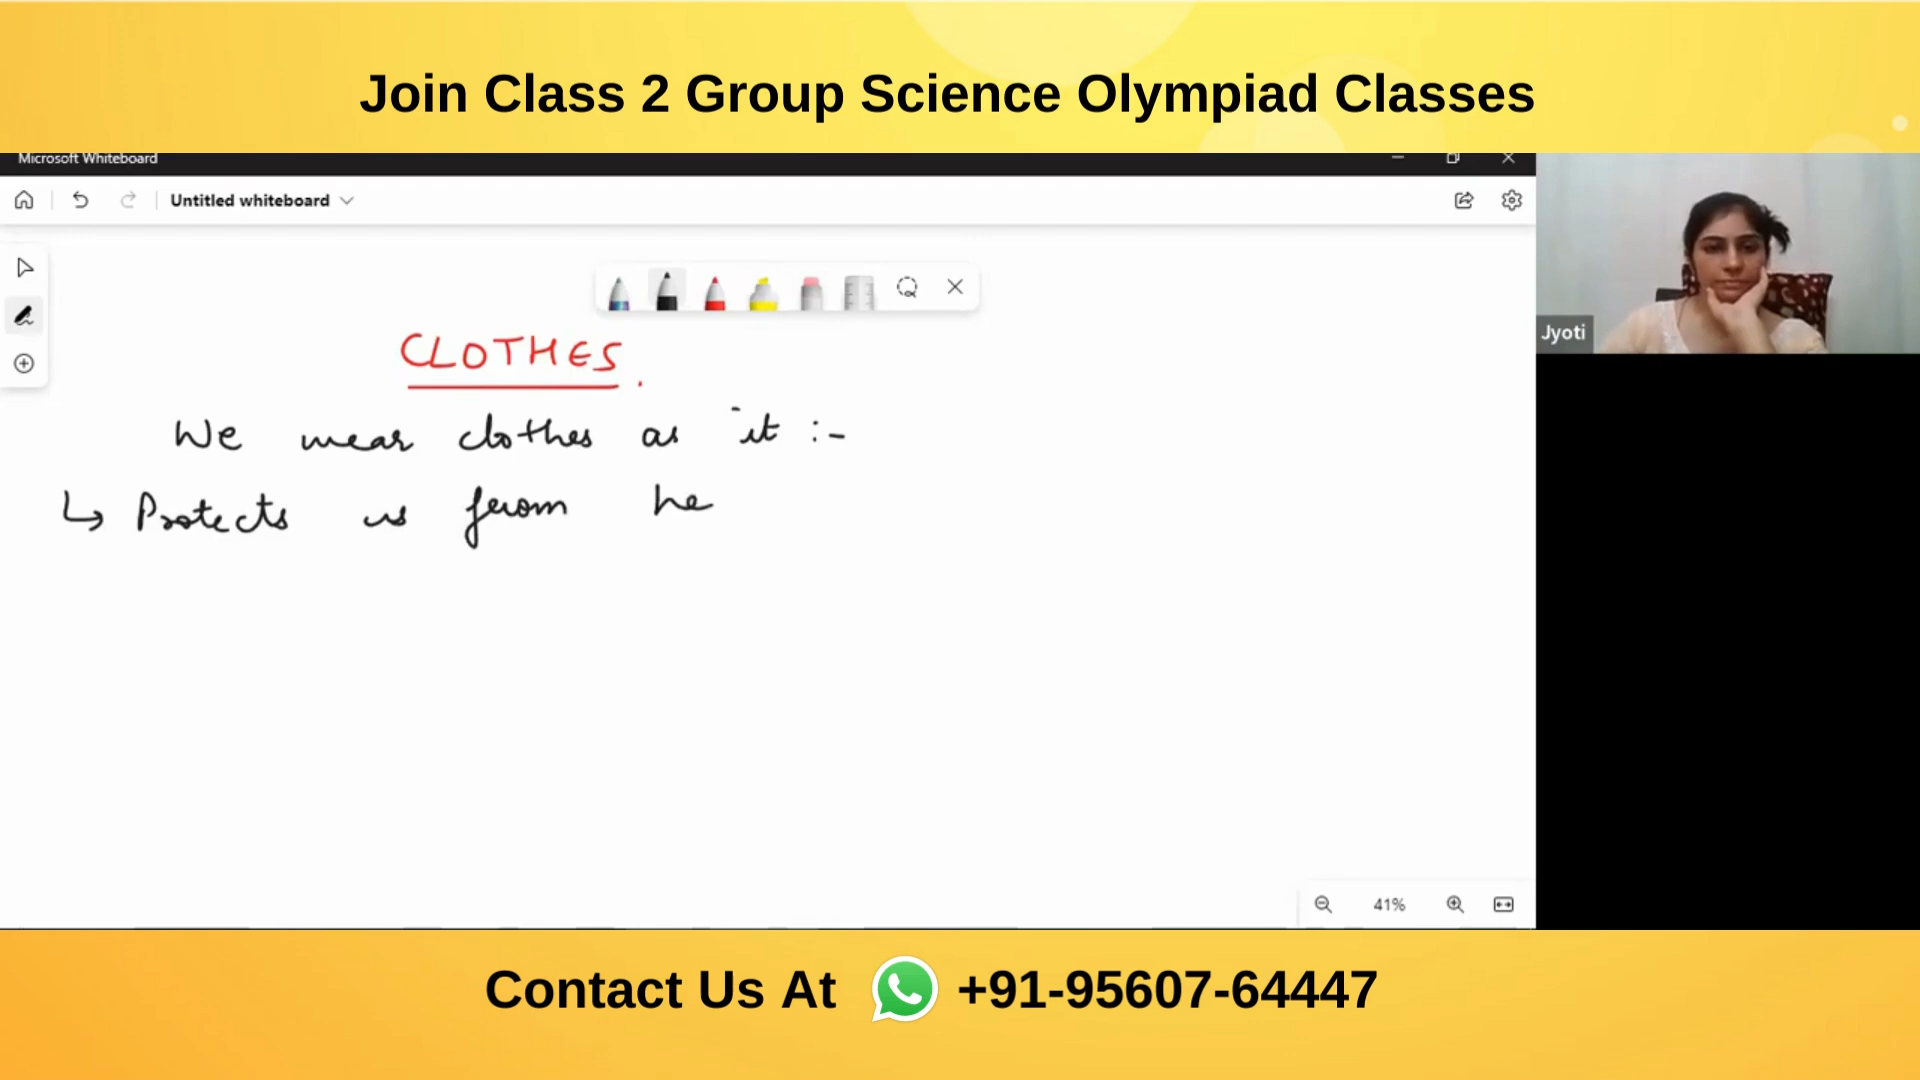 Join Class 2 Group Science Olympiad Classes
Microsoft Whiteboard
Untitled whiteboard
Jyoti
CLOTHES.
We wear clothes as it :-
↳ Protects us from he
41%
Contact Us At +91-95607-64447